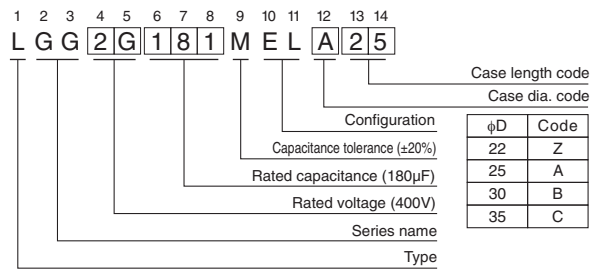 1 2 3 4 5 6 7 8 9 10 11 12 13 14
L G G 2 G 1 8 1 M E L A 2 5
Case length code
Case dia. code
Configuration
Capacitance tolerance (±20%)
Rated capacitance (180µF)
Rated voltage (400V)
Series name
Type
ϕD Code
22 Z
25 A
30 B
35 C